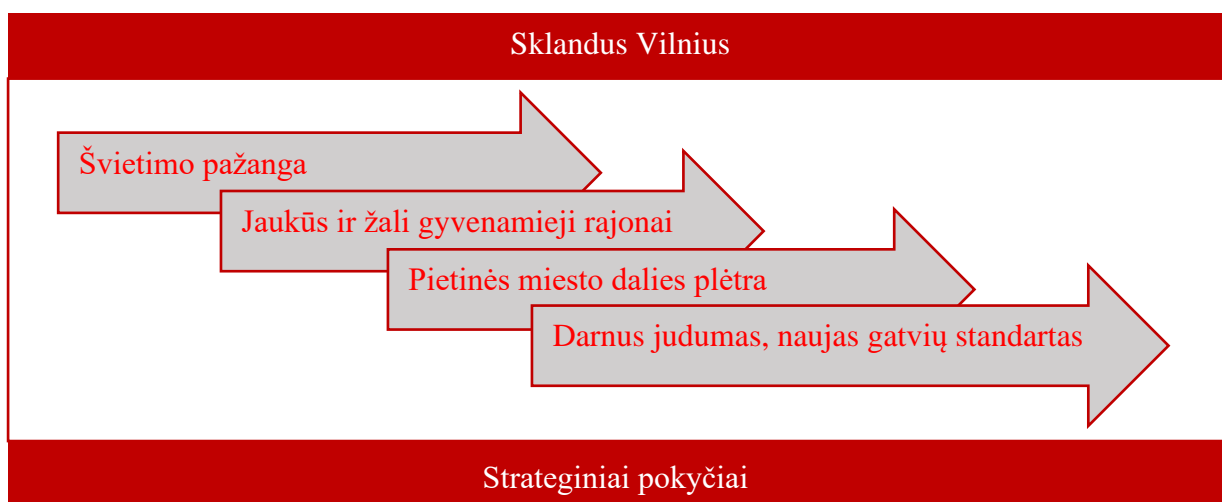 Sklandus Vilnius
Švietimo pažanga
Jaukūs ir žali gyvenamieji rajonai
Pietinės miesto dalies plėtra
Darnus judumas, naujas gatvių standartas
Strateginiai pokyčiai